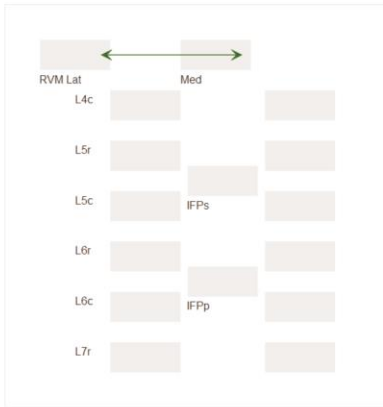 RVM Lat Med
L4c
L5r
L5c
IFPs
L6r
L6c
IFPp
L7r